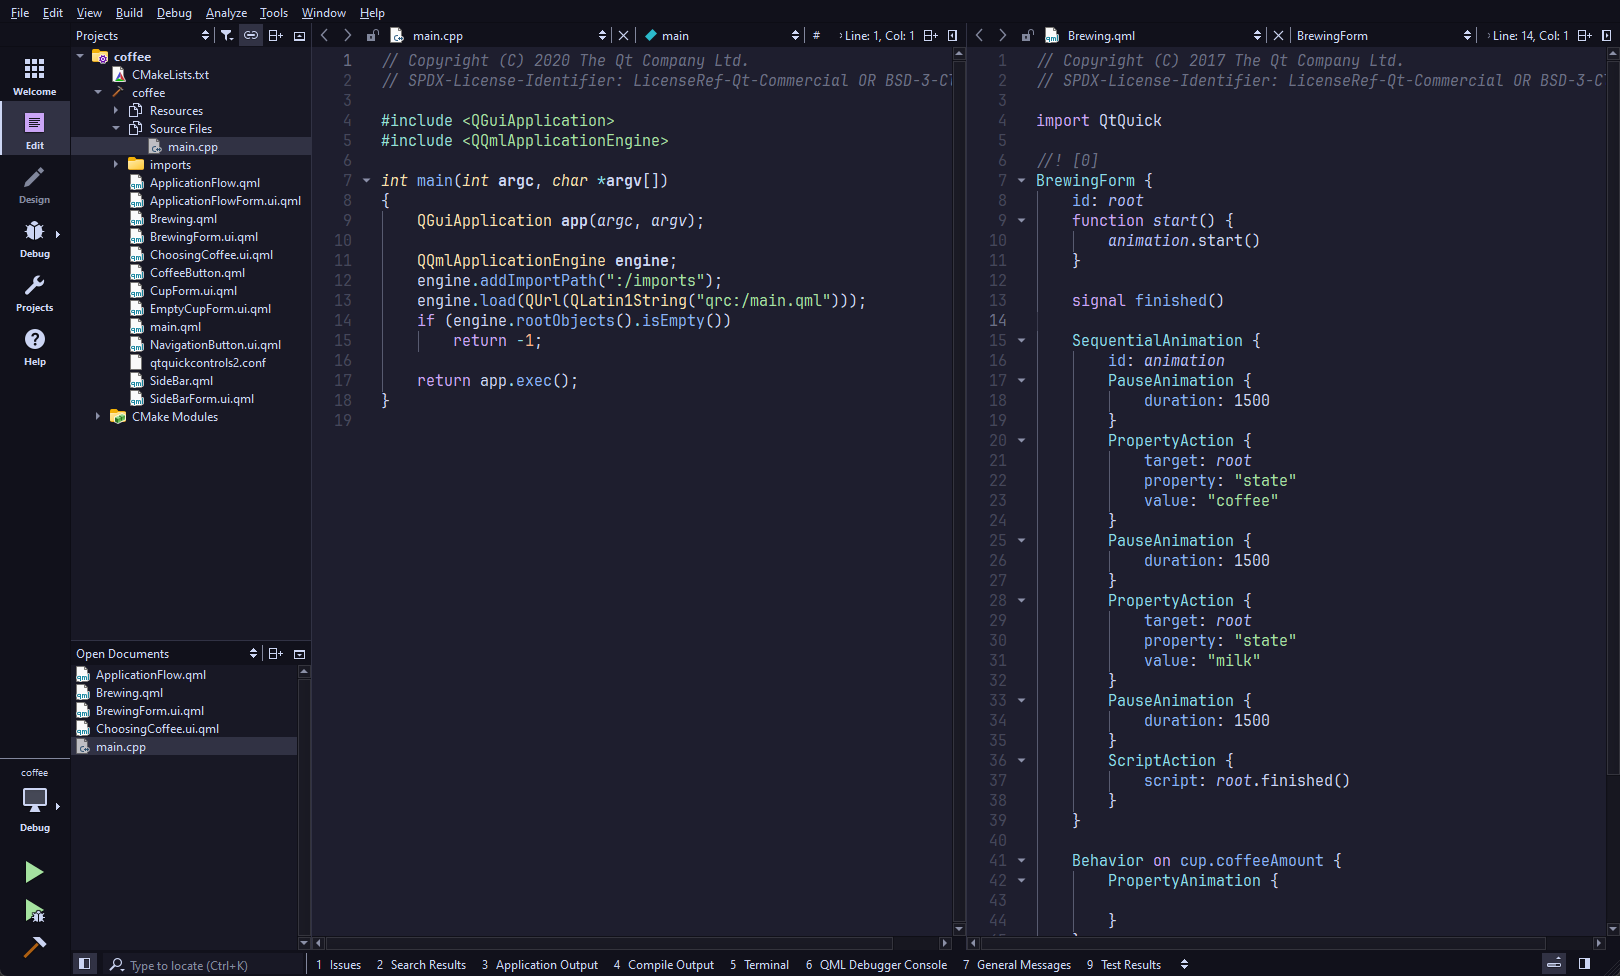 File Edit View Build Debug Analyze Tools Window Help
Projects
main.cpp
main
#
Line: 1, Col: 1
Brewing.qml
BrewingForm
Line: 14, Col: 1
Welcome
Edit
Design
Debug
Projects
Help
coffee
Debug
coffee
CMakeLists.txt
coffee
Resources
Source Files
main.cpp
imports
ApplicationFlow.qml
ApplicationFlowForm.ui.qml
Brewing.qml
BrewingForm.ui.qml
ChoosingCoffee.ui.qml
CoffeeButton.qml
CupForm.ui.qml
EmptyCupForm.ui.qml
main.qml
NavigationButton.ui.qml
qtquickcontrols2.conf
SideBar.qml
SideBarForm.ui.qml
CMake Modules
Open Documents
ApplicationFlow.qml
Brewing.qml
BrewingForm.ui.qml
ChoosingCoffee.ui.qml
main.cpp
1 // Copyright (C) 2020 The Qt Company Ltd.
2 // SPDX-License-Identifier: LicenseRef-Qt-Commercial OR BSD-3-Cl
3
4 #include <QGuiApplication>
5 #include <QQmlApplicationEngine>
6
7 int main(int argc, char *argv[])
8 {
9 QGuiApplication app(argc, argv);
10
11 QQmlApplicationEngine engine;
12 engine.addImportPath(":/imports");
13 engine.load(QUrl(QLatin1String("qrc:/main.qml")));
14 if (engine.rootObjects().isEmpty())
15 return -1;
16
17 return app.exec();
18 }
19
1 // Copyright (C) 2017 The Qt Company Ltd.
2 // SPDX-License-Identifier: LicenseRef-Qt-Commercial OR BSD-3-C
3
4 import QtQuick
5
6 //! [0]
7 BrewingForm {
8 id: root
9 function start() {
10 animation.start()
11 }
12
13 signal finished()
14
15 SequentialAnimation {
16 id: animation
17 PauseAnimation {
18 duration: 1500
19 }
20 PropertyAction {
21 target: root
22 property: "state"
23 value: "coffee"
24 }
25 PauseAnimation {
26 duration: 1500
27 }
28 PropertyAction {
29 target: root
30 property: "state"
31 value: "milk"
32 }
33 PauseAnimation {
34 duration: 1500
35 }
36 ScriptAction {
37 script: root.finished()
38 }
39 }
40
41 Behavior on cup.coffeeAmount {
42 PropertyAnimation {
43
44 }
Type to locate (Ctrl+K)
1 Issues 2 Search Results 3 Application Output 4 Compile Output 5 Terminal 6 QML Debugger Console 7 General Messages 9 Test Results